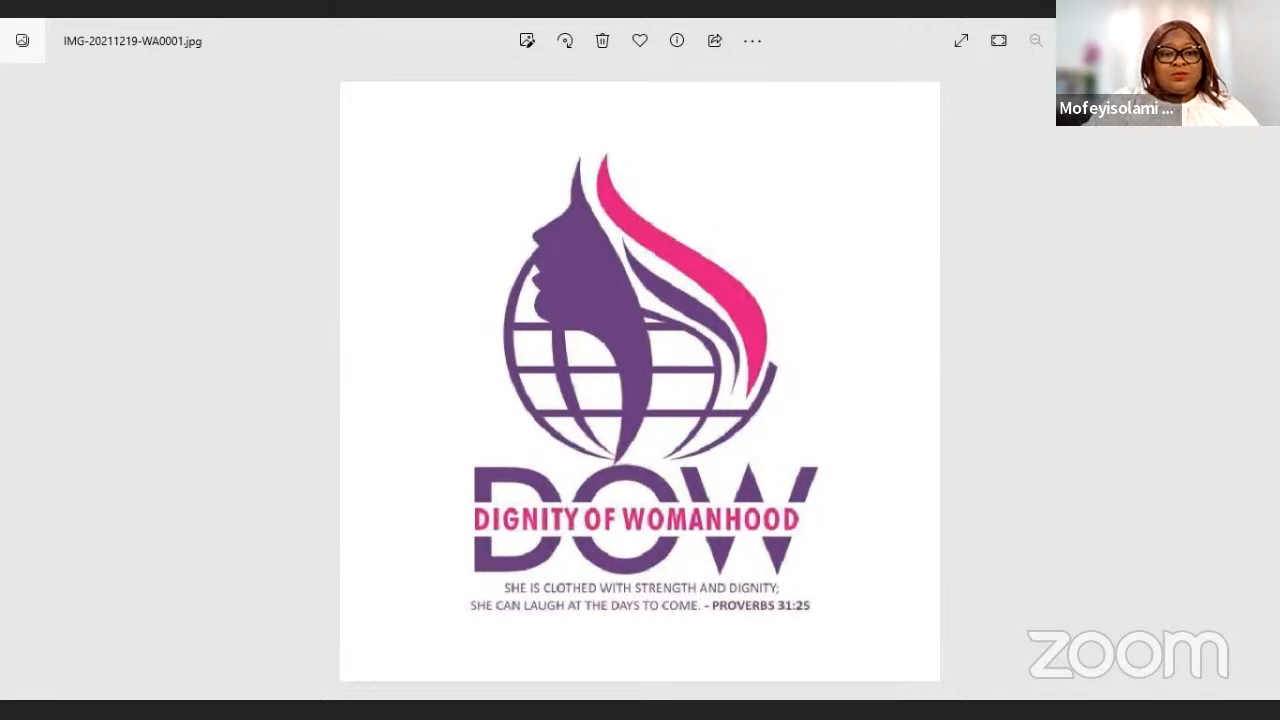 IMG-20211219-WA0001.jpg
Mofeyisolami ...
DOW
DIGNITY OF WOMANHOOD
SHE IS CLOTHED WITH STRENGTH AND DIGNITY;
SHE CAN LAUGH AT THE DAYS TO COME. - PROVERBS 31:25
zoom